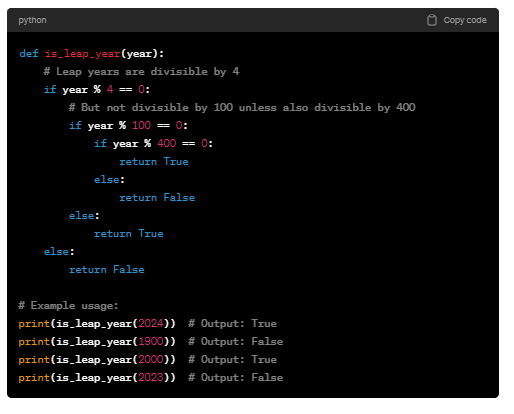 python
Copy code
def is_leap_year(year):
    # Leap years are divisible by 4
    if year % 4 == 0:
        # But not divisible by 100 unless also divisible by 400
        if year % 100 == 0:
            if year % 400 == 0:
                return True
            else:
                return False
        else:
            return True
    else:
        return False

# Example usage:
print(is_leap_year(2024))  # Output: True
print(is_leap_year(1900))  # Output: False
print(is_leap_year(2000))  # Output: True
print(is_leap_year(2023))  # Output: False